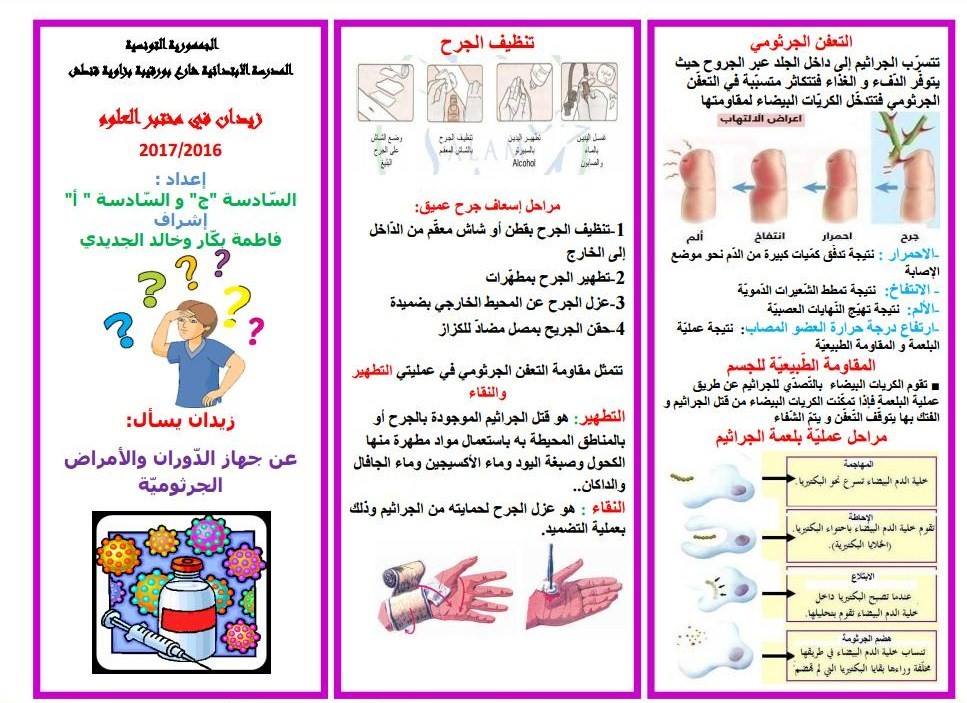 التعفن الجرثومي
تتسرّب الجراثيم إلى داخل الجلد عبر الجروح حيث
يتوفّر الدّفء و الغذاء فتتكاثر متسبّبة في التعفّن
الجرثومي فتتدخّل الكريّات البيضاء لمقاومتها
اعراض الالتهاب
جرح
احمرار
انتفاخ
ألم
-الاحمرار : نتيجة تدفّق كمّيات كبيرة من الدّم نحو موضع
الإصابة
- الانتفاخ: نتيجة تمطط الشّعيرات الدّمويّة
-الألم: نتيجة تهيّج النّهايات العصبيّة
-ارتفاع درجة حرارة العضو المصاب: نتيجة عمليّة
البلعمة و المقاومة الطبيعيّة
المقاومة الطّبيعيّة للجسم
■ تقوم الكريات البيضاء بالتّصدّي للجراثيم عن طريق
عملية البلعمة فإذا تمكّنت الكريات البيضاء من قتل الجراثيم و
الفتك بها يتوقّف التّعفّن و يتمّ الشّفاء
مراحل عمليّة بلعمة الجراثيم
المهاجمة
خلية الدم البيضاء تسرع نحو البكتيريا.
الإحاطة
تقوم خلية الدم البيضاء باحتواء البكتيريا.
(الخلايا البكتيرية).
الابتلاع
عندما تصبح البكتيريا داخل
خلية الدم البيضاء تقوم بتحليلها.
هضم الجرثومة
تنساب خلية الدم البيضاء في طريقها
مخلّفة وراءها بقايا البكتيريا التي لم تهضم
تنظيف الجرح
غسل اليدين
بالماء
والصابون
تطهير اليدين
بالسبيرتو
Alcohol
تنظيف الجرح
بالشاش المعقم
وضع الشاش
على الجرح
مراحل إسعاف جرح عميق:
1-تنظيف الجرح بقطن أو شاش معقّم من الدّاخل
إلى الخارج
2-تطهير الجرح بمطهّرات
3-عزل الجرح عن المحيط الخارجي بضميدة
4-حقن الجريح بمصل مضادّ للكزاز
تتمثل مقاومة التعفن الجرثومي في عمليتي التطهير
والنقاء
التطهير: هو قتل الجراثيم الموجودة بالجرح أو
بالمناطق المحيطة به باستعمال مواد مطهرة منها
الكحول وصبغة اليود وماء الأكسيجين وماء الجافال
والداكان..
النقاء : هو عزل الجرح لحمايته من الجراثيم وذلك
بعملية التضميد.
الجمهورية التونسية
المدرسة الابتدائية شارع بورقيبة بزاوية قنطش
زيدان في مختبر العلوم
2017/2016
إعداد :
السّادسة "ج" و السّادسة " أ"
إشراف
فاطمة بكّار وخالد الجديدي
زيدان يسأل:
عن جهاز الدّوران والأمراض
الجرثوميّة